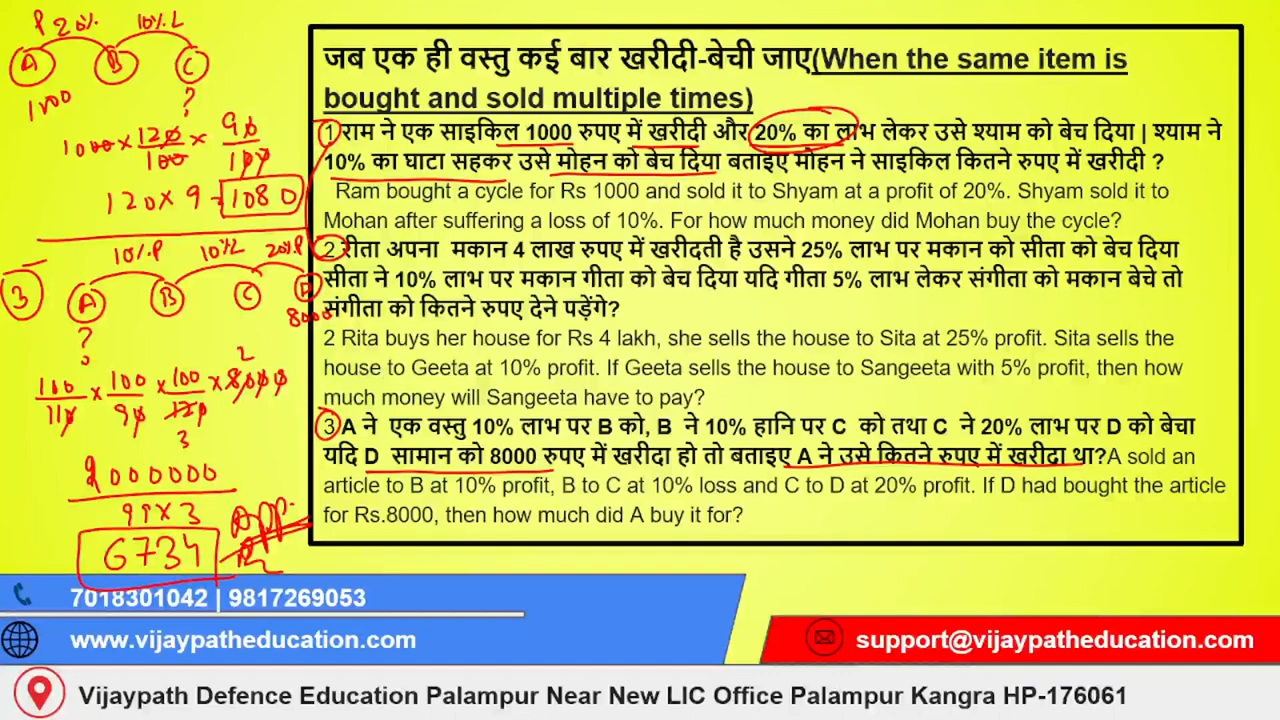 P 20% 10% L
A B C
1000 ?
1000 × 120/100 × 90/100
120 × 9 = 1080
3 10% P 10% L 20% P
A B C D
? 8000
100/110 × 100/90 × 100/120 × 8000
2
3
2000000
99 × 3
6734 App.
जब एक ही वस्तु कई बार खरीदी-बेची जाए(When the same item is
bought and sold multiple times)
1 राम ने एक साइकिल 1000 रुपए में खरीदी और 20% का लाभ लेकर उसे श्याम को बेच दिया | श्याम ने
10% का घाटा सहकर उसे मोहन को बेच दिया बताइए मोहन ने साइकिल कितने रुपए में खरीदी ?
Ram bought a cycle for Rs 1000 and sold it to Shyam at a profit of 20%. Shyam sold it to
Mohan after suffering a loss of 10%. For how much money did Mohan buy the cycle?
2 रीता अपना मकान 4 लाख रुपए में खरीदती है उसने 25% लाभ पर मकान को सीता को बेच दिया
सीता ने 10% लाभ पर मकान गीता को बेच दिया यदि गीता 5% लाभ लेकर संगीता को मकान बेचे तो
संगीता को कितने रुपए देने पड़ेंगे?
2 Rita buys her house for Rs 4 lakh, she sells the house to Sita at 25% profit. Sita sells the
house to Geeta at 10% profit. If Geeta sells the house to Sangeeta with 5% profit, then how
much money will Sangeeta have to pay?
3 A ने एक वस्तु 10% लाभ पर B को, B ने 10% हानि पर C को तथा C ने 20% लाभ पर D को बेचा
यदि D सामान को 8000 रुपए में खरीदा हो तो बताइए A ने उसे कितने रुपए में खरीदा था?A sold an
article to B at 10% profit, B to C at 10% loss and C to D at 20% profit. If D had bought the article
for Rs.8000, then how much did A buy it for?
7018301042 | 9817269053
www.vijaypatheducation.com
support@vijaypatheducation.com
Vijaypath Defence Education Palampur Near New LIC Office Palampur Kangra HP-176061